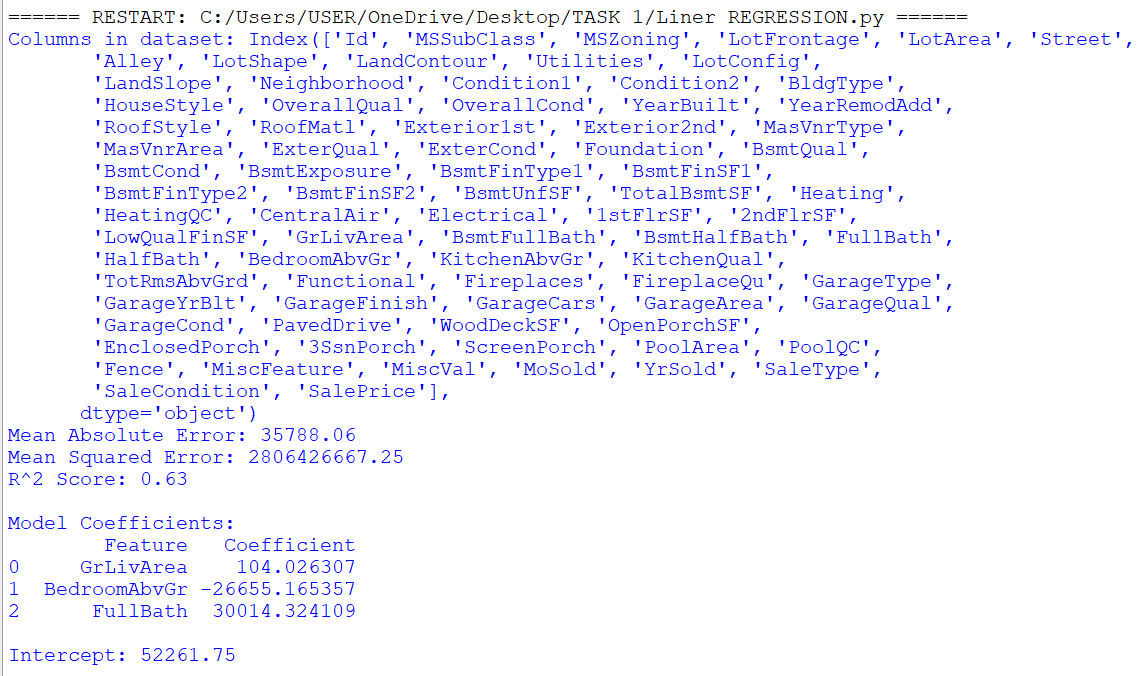 ====== RESTART: C:/Users/USER/OneDrive/Desktop/TASK 1/Liner REGRESSION.py ======
Columns in dataset: Index(['Id', 'MSSubClass', 'MSZoning', 'LotFrontage', 'LotArea', 'Street',
       'Alley', 'LotShape', 'LandContour', 'Utilities', 'LotConfig',
       'LandSlope', 'Neighborhood', 'Condition1', 'Condition2', 'BldgType',
       'HouseStyle', 'OverallQual', 'OverallCond', 'YearBuilt', 'YearRemodAdd',
       'RoofStyle', 'RoofMatl', 'Exterior1st', 'Exterior2nd', 'MasVnrType',
       'MasVnrArea', 'ExterQual', 'ExterCond', 'Foundation', 'BsmtQual',
       'BsmtCond', 'BsmtExposure', 'BsmtFinType1', 'BsmtFinSF1',
       'BsmtFinType2', 'BsmtFinSF2', 'BsmtUnfSF', 'TotalBsmtSF', 'Heating',
       'HeatingQC', 'CentralAir', 'Electrical', '1stFlrSF', '2ndFlrSF',
       'LowQualFinSF', 'GrLivArea', 'BsmtFullBath', 'BsmtHalfBath', 'FullBath',
       'HalfBath', 'BedroomAbvGr', 'KitchenAbvGr', 'KitchenQual',
       'TotRmsAbvGrd', 'Functional', 'Fireplaces', 'FireplaceQu', 'GarageType',
       'GarageYrBlt', 'GarageFinish', 'GarageCars', 'GarageArea', 'GarageQual',
       'GarageCond', 'PavedDrive', 'WoodDeckSF', 'OpenPorchSF',
       'EnclosedPorch', '3SsnPorch', 'ScreenPorch', 'PoolArea', 'PoolQC',
       'Fence', 'MiscFeature', 'MiscVal', 'MoSold', 'YrSold', 'SaleType',
       'SaleCondition', 'SalePrice'],
      dtype='object')
Mean Absolute Error: 35788.06
Mean Squared Error: 2806426667.25
R^2 Score: 0.63

Model Coefficients:
        Feature   Coefficient
0     GrLivArea    104.026307
1  BedroomAbvGr -26655.165357
2      FullBath  30014.324109

Intercept: 52261.75